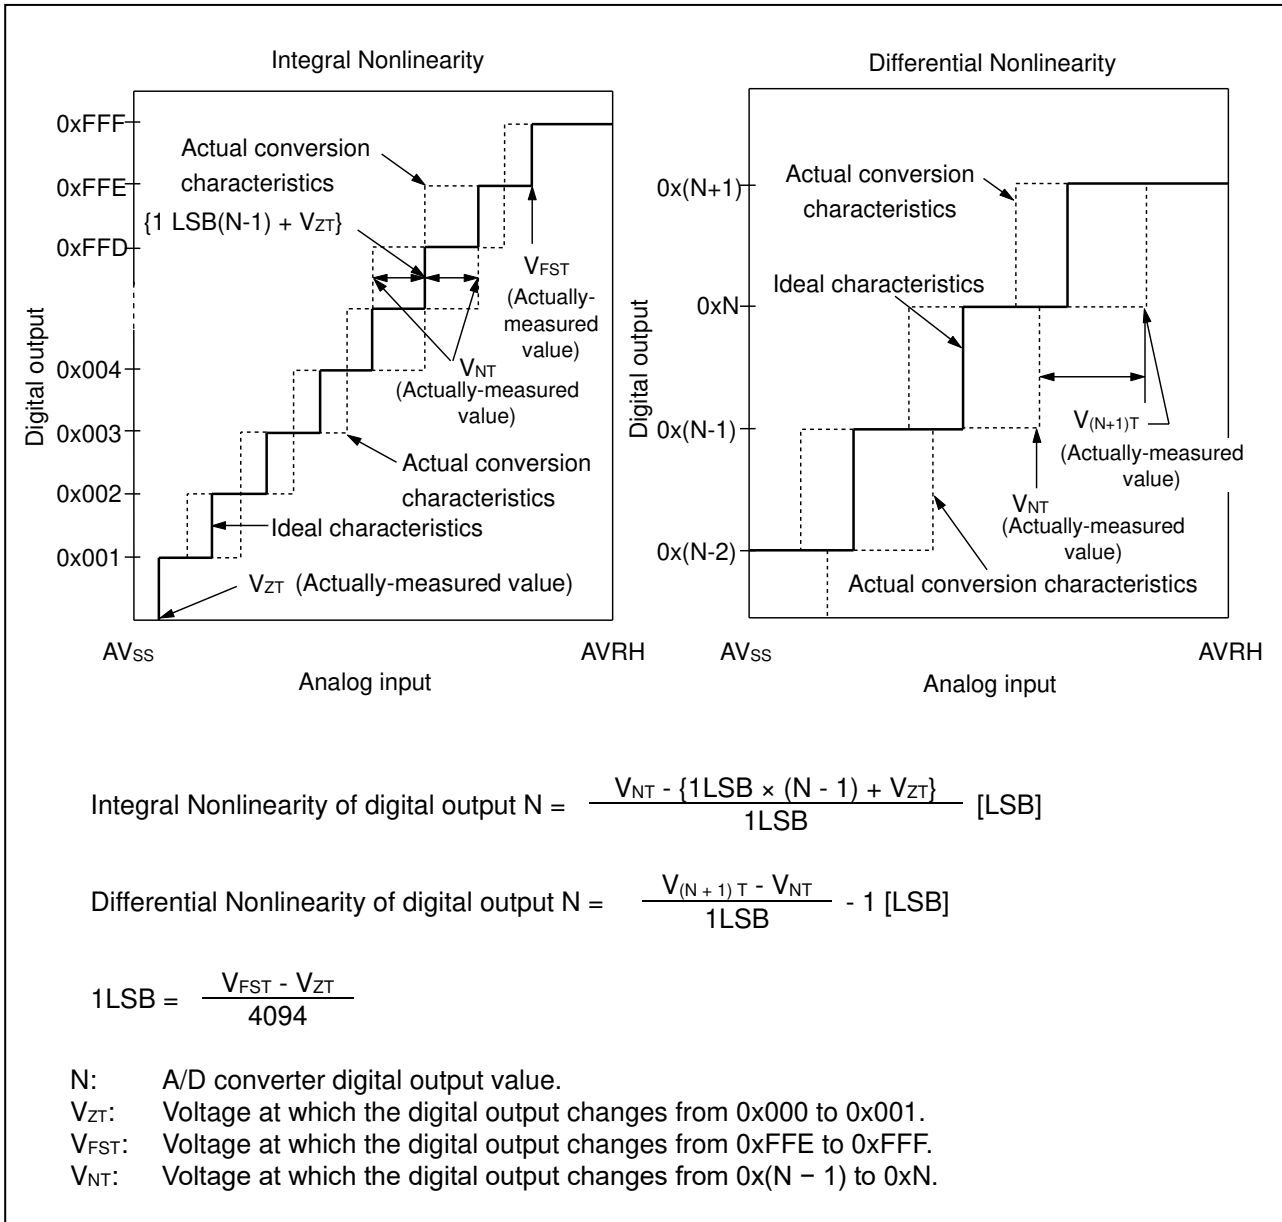 Integral Nonlinearity
0xFFF
Actual conversion
characteristics
0xFFE
{1 LSB(N-1) + VZT}
0xFFD
VFST
(Actually-
measured
value)
VNT
(Actually-measured
value)
0x004
0x003
Actual conversion
characteristics
0x002
Ideal characteristics
0x001
VZT (Actually-measured value)
Digital output
AVSS
AVRH
Analog input
Differential Nonlinearity
0x(N+1)
Actual conversion
characteristics
Ideal characteristics
0xN
0x(N-1)
V(N+1)T
(Actually-measured
value)
VNT
(Actually-measured
value)
0x(N-2)
Actual conversion characteristics
Digital output
AVSS
AVRH
Analog input
Integral Nonlinearity of digital output N = VNT - {1LSB × (N - 1) + VZT} / 1LSB [LSB]
Differential Nonlinearity of digital output N = V(N + 1) T - VNT / 1LSB - 1 [LSB]
1LSB = VFST - VZT / 4094
N: A/D converter digital output value.
VZT: Voltage at which the digital output changes from 0x000 to 0x001.
VFST: Voltage at which the digital output changes from 0xFFE to 0xFFF.
VNT: Voltage at which the digital output changes from 0x(N − 1) to 0xN.